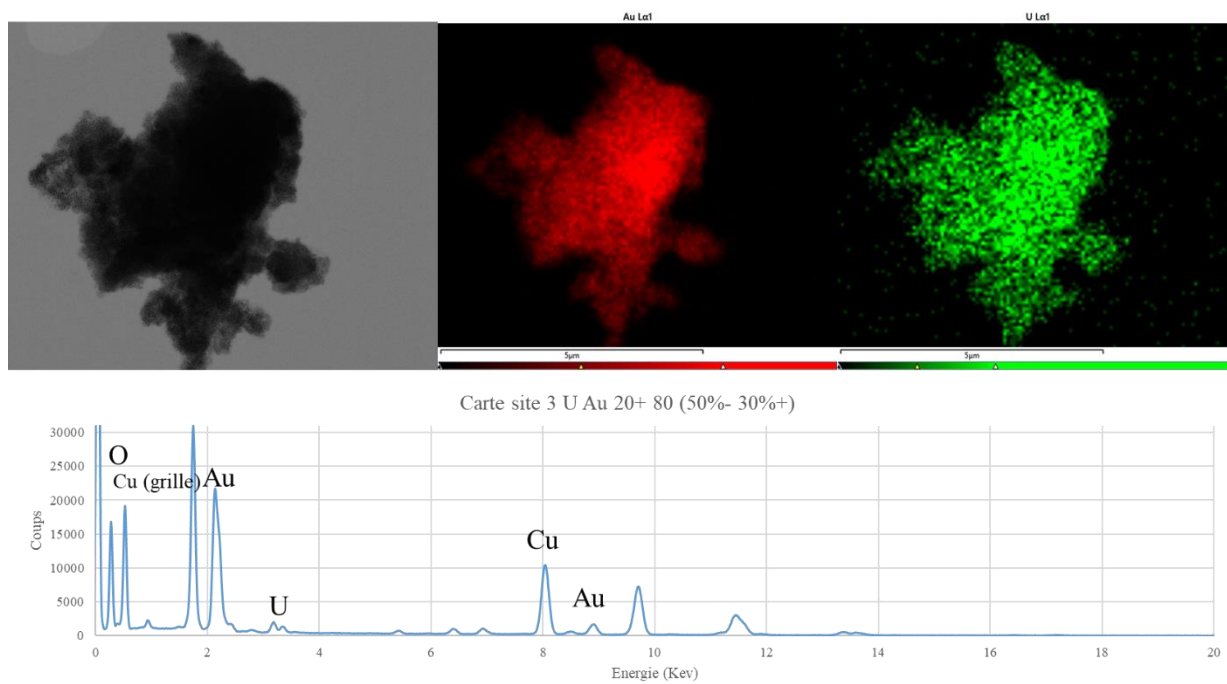 Au Lα1
U Lα1
5µm
5µm
Carte site 3 U Au 20+ 80 (50%- 30%+)
30000
25000
20000
15000
10000
5000
0
Coups
O
Cu (grille)
Au
U
Cu
Au
0 2 4 6 8 10 12 14 16 18 20
Energie (Kev)